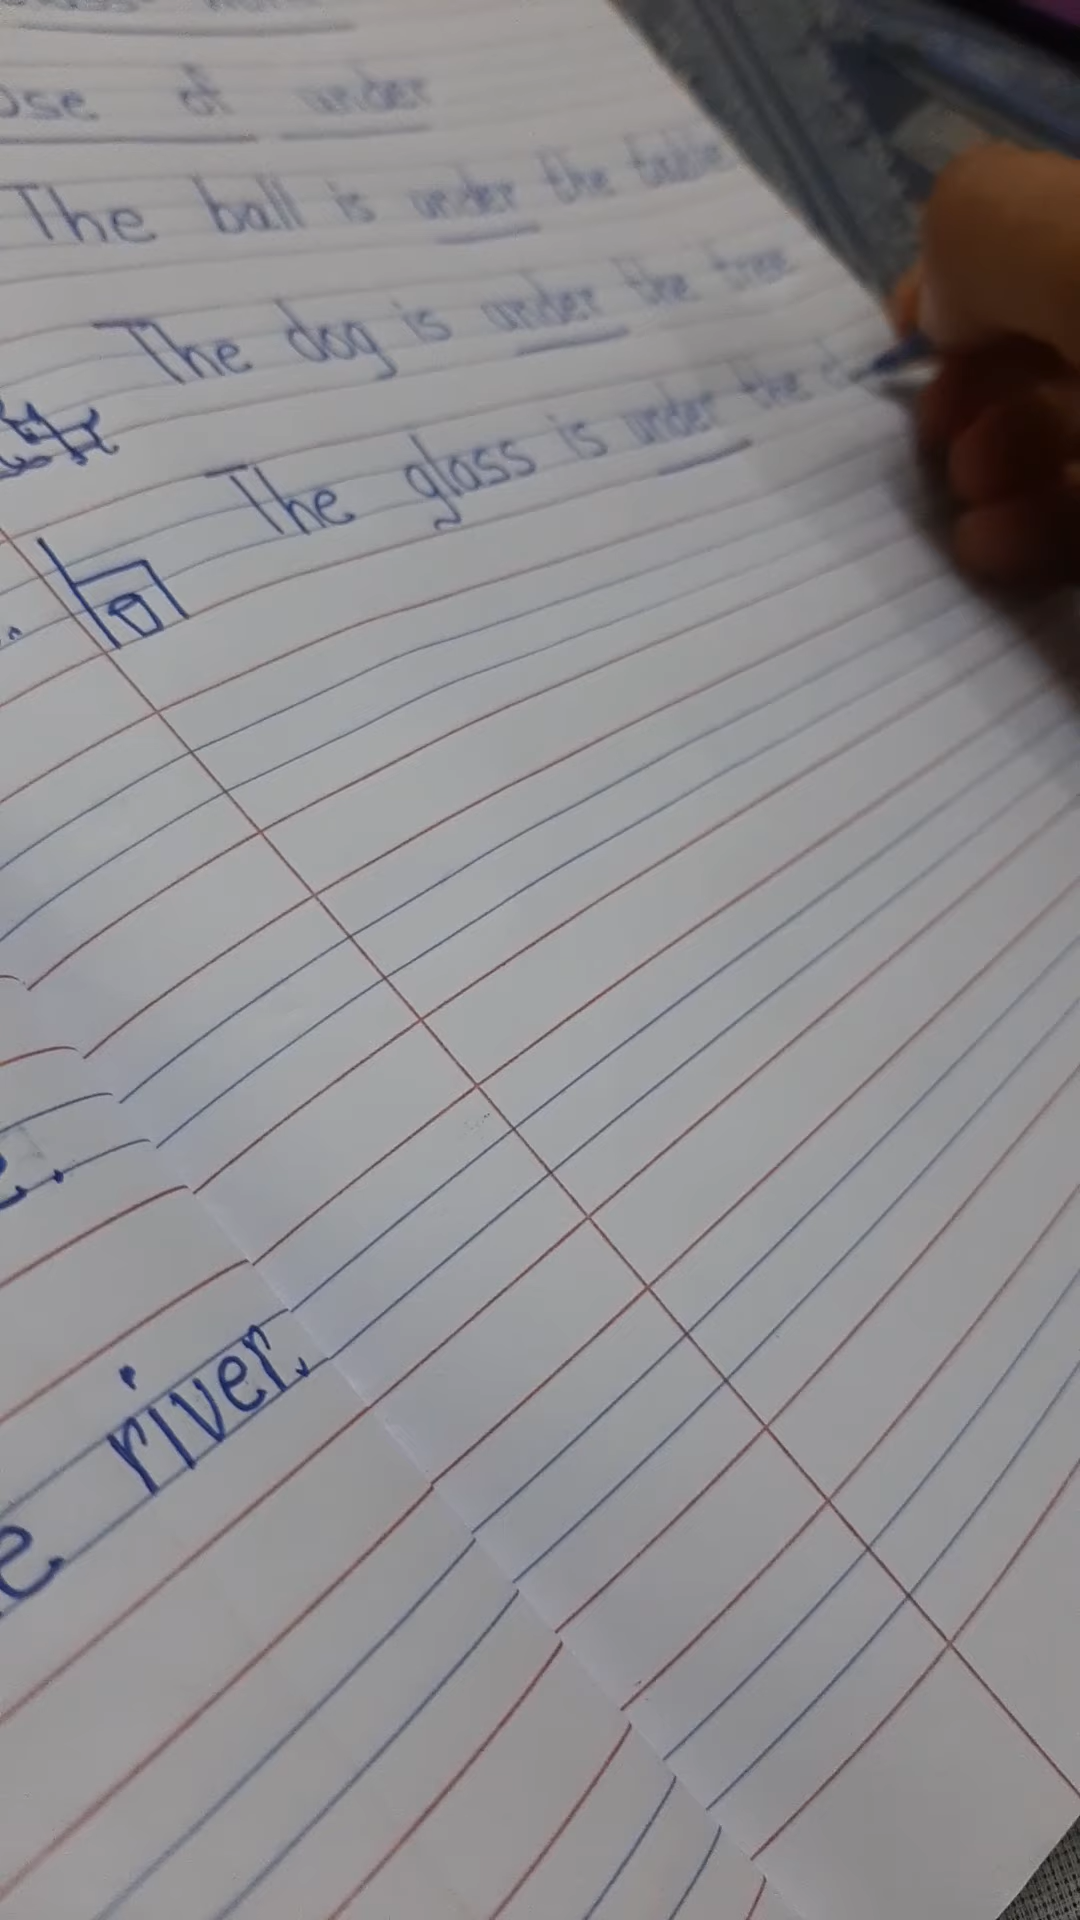 use of under
The ball is under the table
The dog is under the tree
The glass is under the
river.